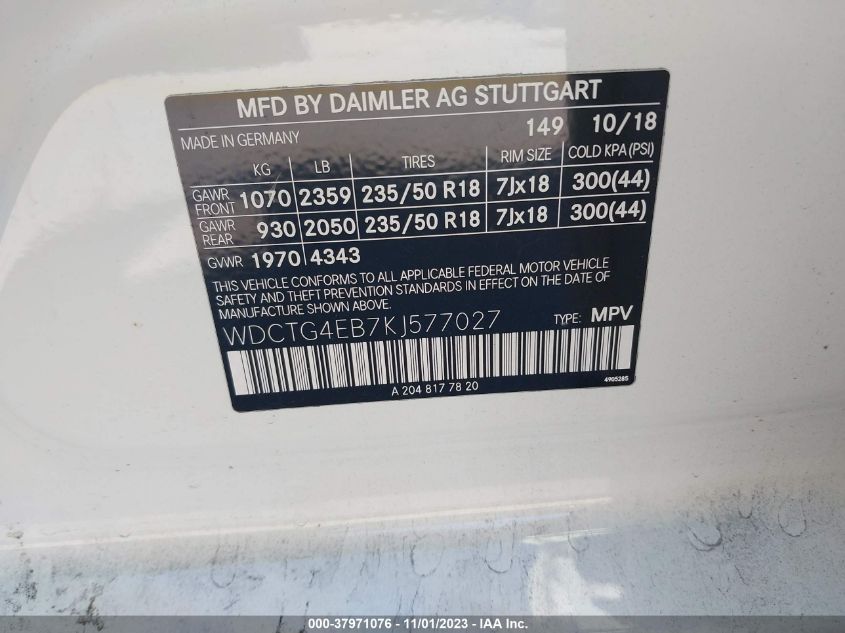 MFD BY DAIMLER AG STUTTGART
MADE IN GERMANY 149 10/18
KG LB TIRES RIM SIZE COLD KPA (PSI)
GAWR FRONT 1070 2359 235/50 R18 7Jx18 300(44)
GAWR REAR 930 2050 235/50 R18 7Jx18 300(44)
GVWR 1970 4343
THIS VEHICLE CONFORMS TO ALL APPLICABLE FEDERAL MOTOR VEHICLE
SAFETY AND THEFT PREVENTION STANDARDS IN EFFECT ON THE DATE OF
MANUFACTURE SHOWN ABOVE.
WDCTG4EB7KJ577027 TYPE: MPV
A 204 817 78 20 4905285
000-37971076 - 11/01/2023 - IAA Inc.